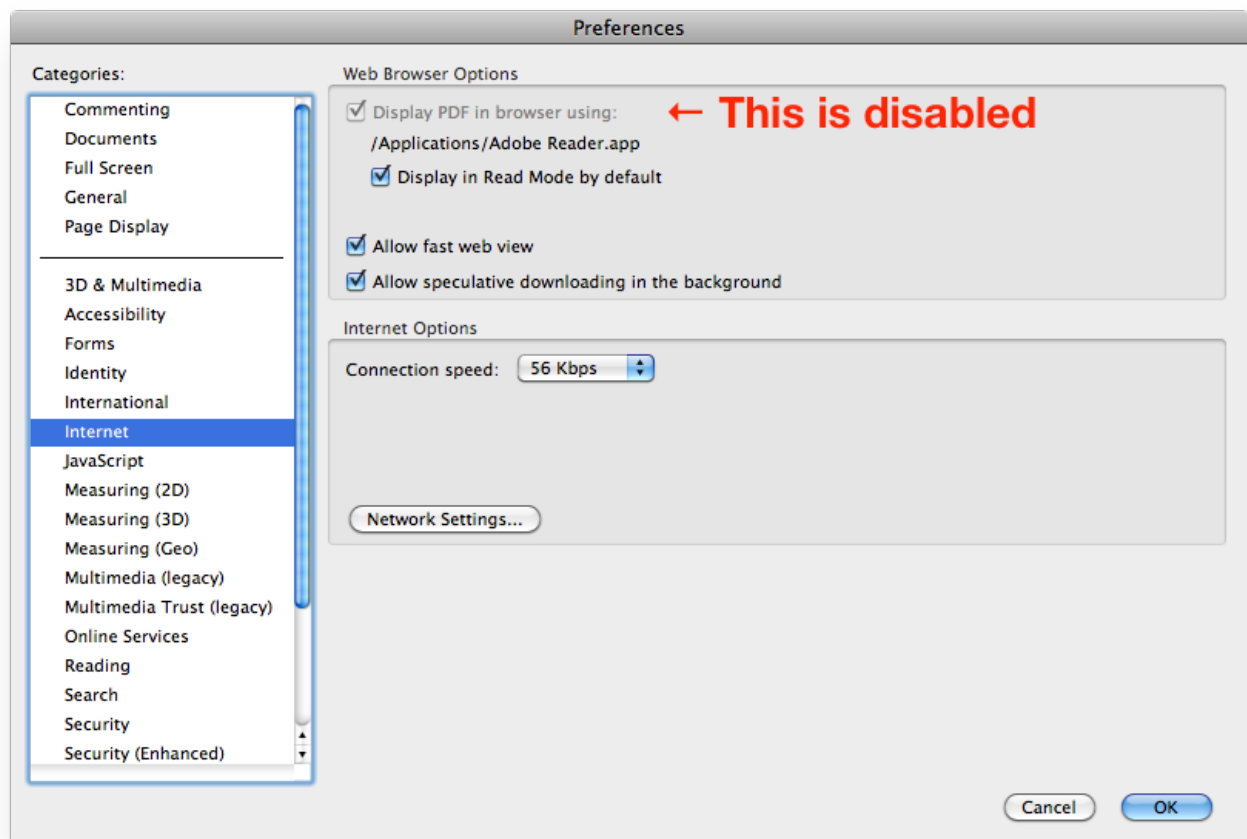 Preferences
Categories:
Commenting
Documents
Full Screen
General
Page Display
3D & Multimedia
Accessibility
Forms
Identity
International
Internet
JavaScript
Measuring (2D)
Measuring (3D)
Measuring (Geo)
Multimedia (legacy)
Multimedia Trust (legacy)
Online Services
Reading
Search
Security
Security (Enhanced)
Web Browser Options
Display PDF in browser using: ← This is disabled
/Applications/Adobe Reader.app
Display in Read Mode by default
Allow fast web view
Allow speculative downloading in the background
Internet Options
Connection speed: 56 Kbps
Network Settings...
Cancel OK